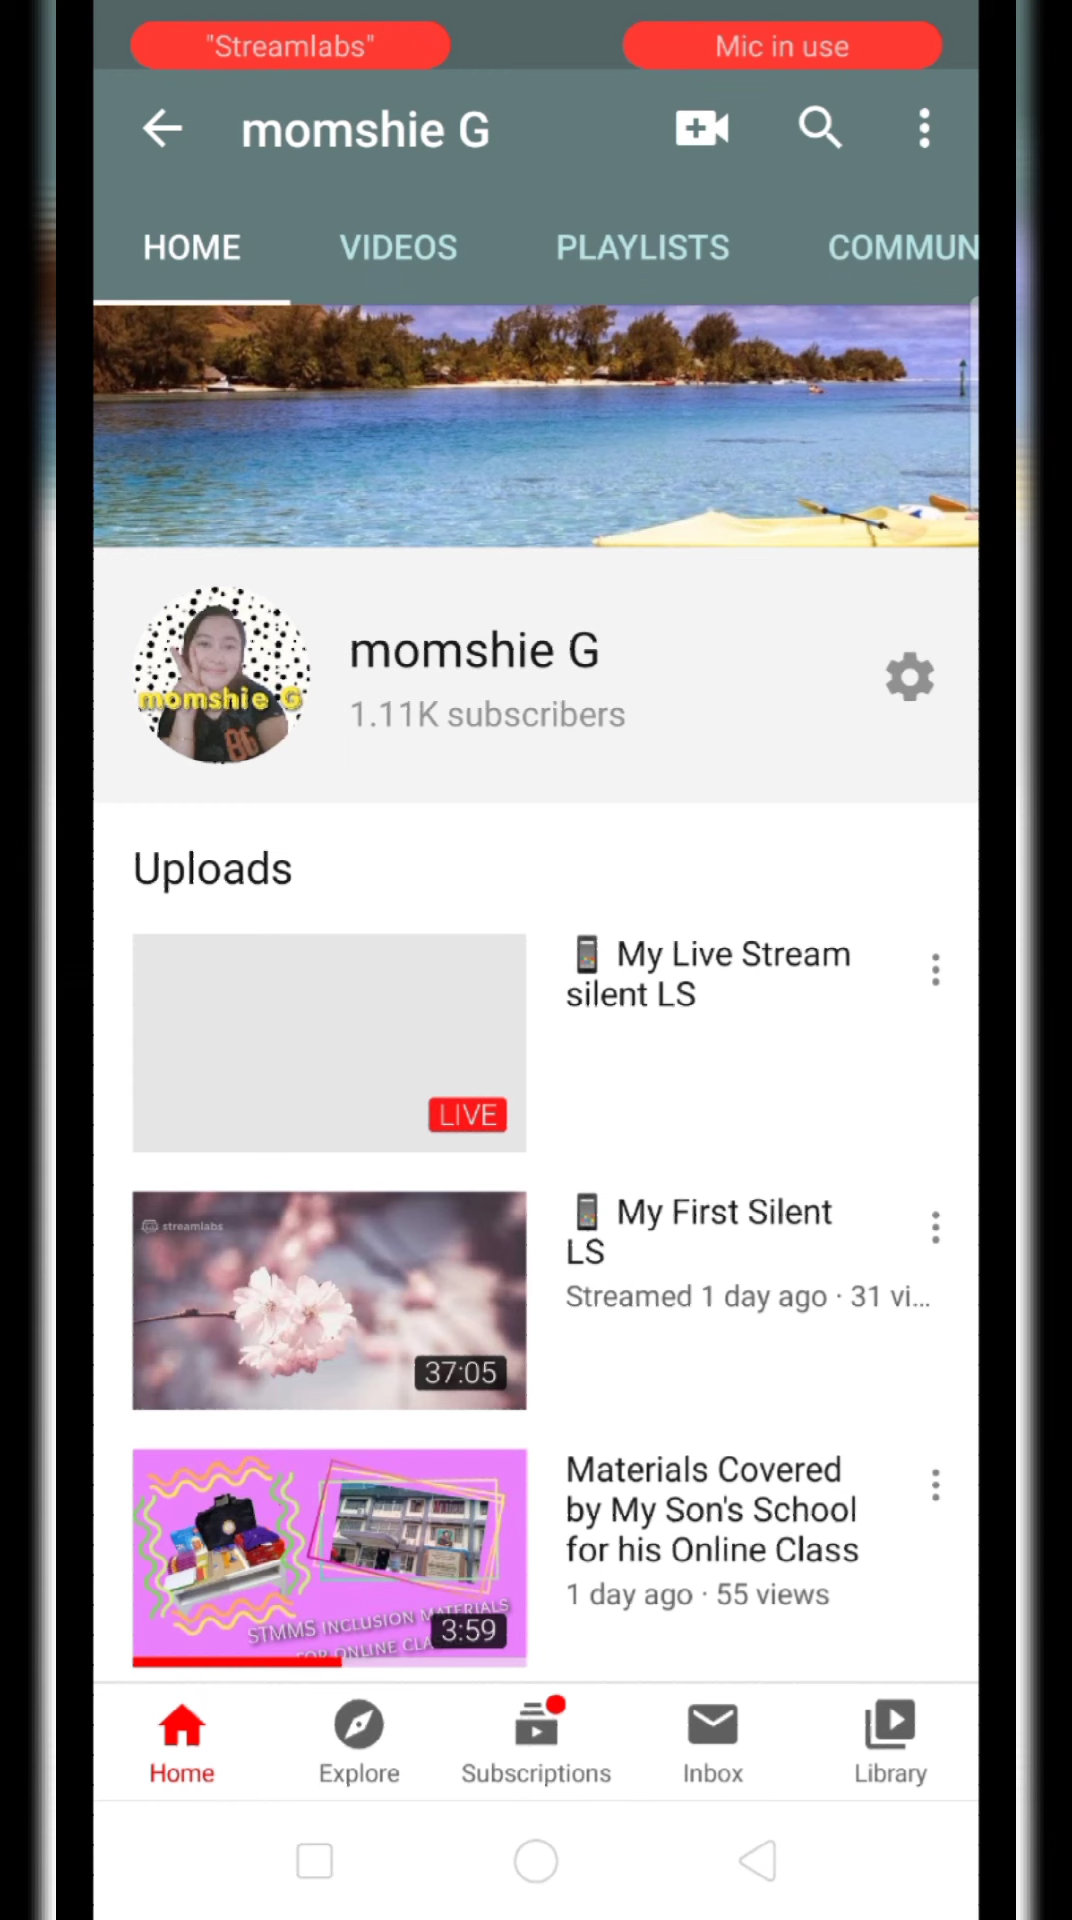 "Streamlabs"
Mic in use
momshie G
HOME
VIDEOS
PLAYLISTS
COMMUN
momshie G
momshie G
1.11K subscribers
Uploads
LIVE
My Live Stream
silent LS
streamlabs
37:05
My First Silent
LS
Streamed 1 day ago · 31 vi...
STMMS INCLUSION MATERIALS
FOR ONLINE CLA
3:59
Materials Covered
by My Son's School
for his Online Class
1 day ago · 55 views
Home
Explore
Subscriptions
Inbox
Library